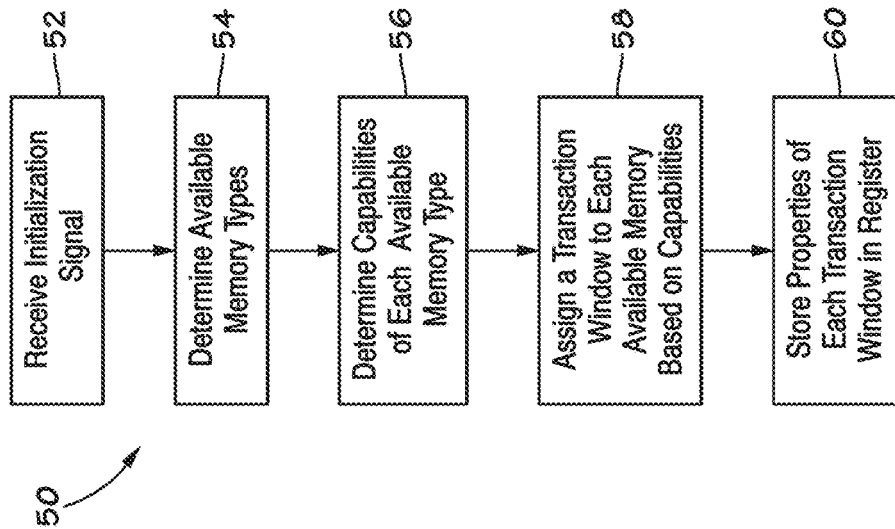 50
Receive Initialization
Signal
52
Determine Available
Memory Types
54
Determine Capabilities
of Each Available
Memory Type
56
Assign a Transaction
Window to Each
Available Memory
Based on Capabilities
58
Store Properties of
Each Transaction
Window in Register
60